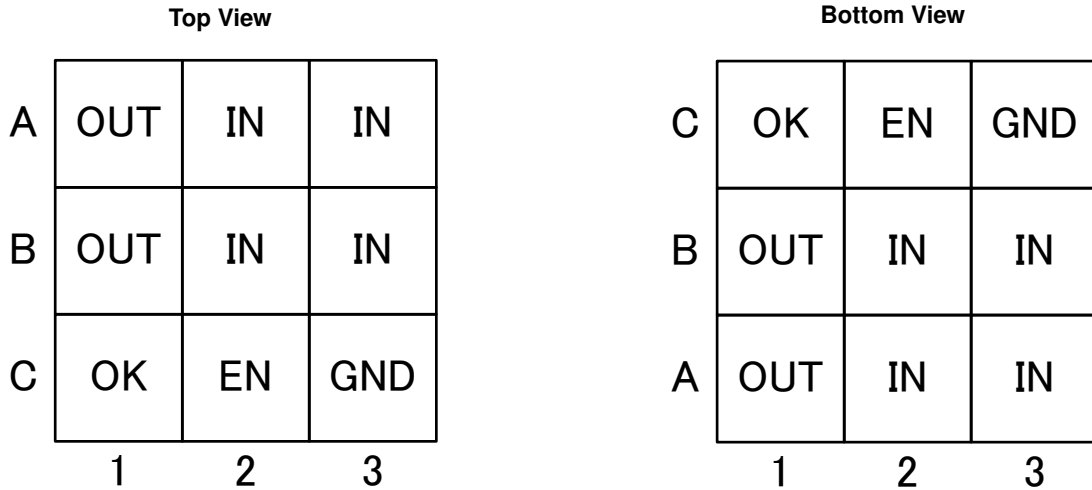 Top View
A OUT IN IN
B OUT IN IN
C OK EN GND
1 2 3
Bottom View
C OK EN GND
B OUT IN IN
A OUT IN IN
1 2 3